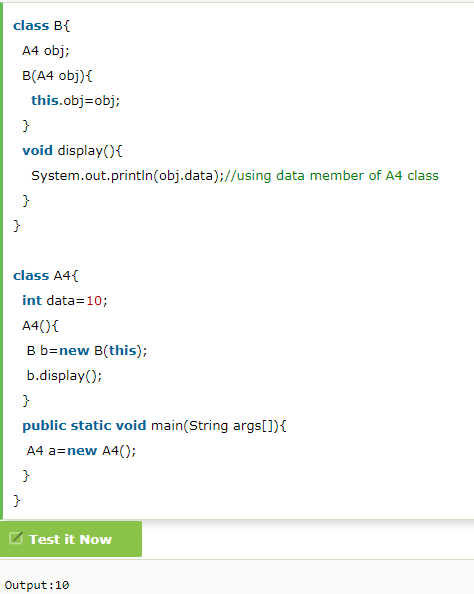 class B{
A4 obj;
B(A4 obj){
this.obj=obj;
}
void display(){
System.out.println(obj.data);//using data member of A4 class
}
}
class A4{
int data=10;
A4(){
B b=new B(this);
b.display();
}
public static void main(String args[]){
A4 a=new A4();
}
}
Test it Now
Output:10